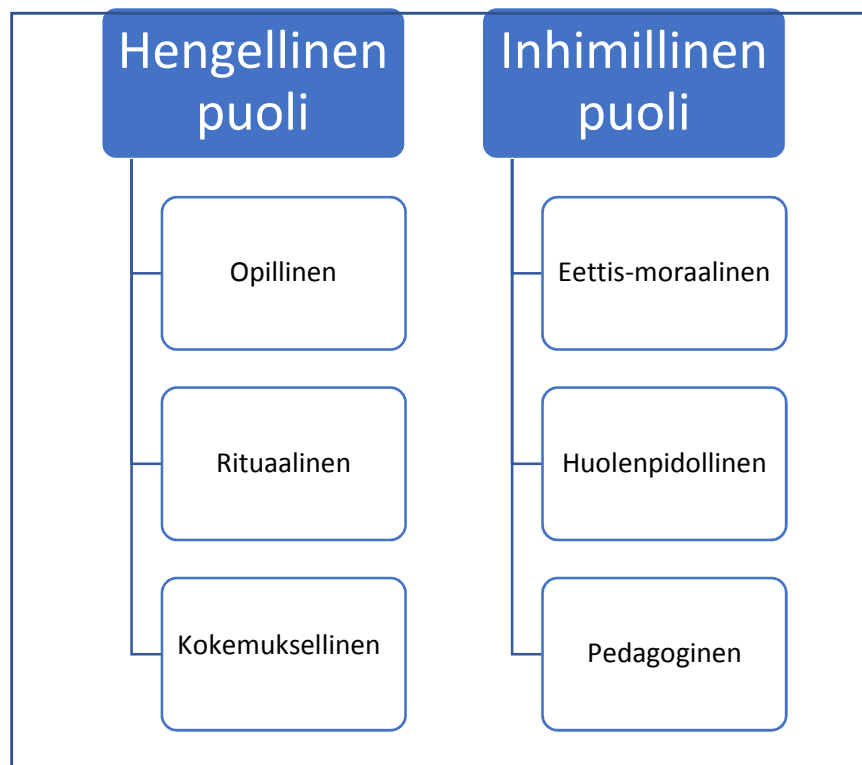 Hengellinen
puoli
Opillinen
Rituaalinen
Kokemuksellinen
Inhimillinen
puoli
Eettis-moraalinen
Huolenpidollinen
Pedagoginen